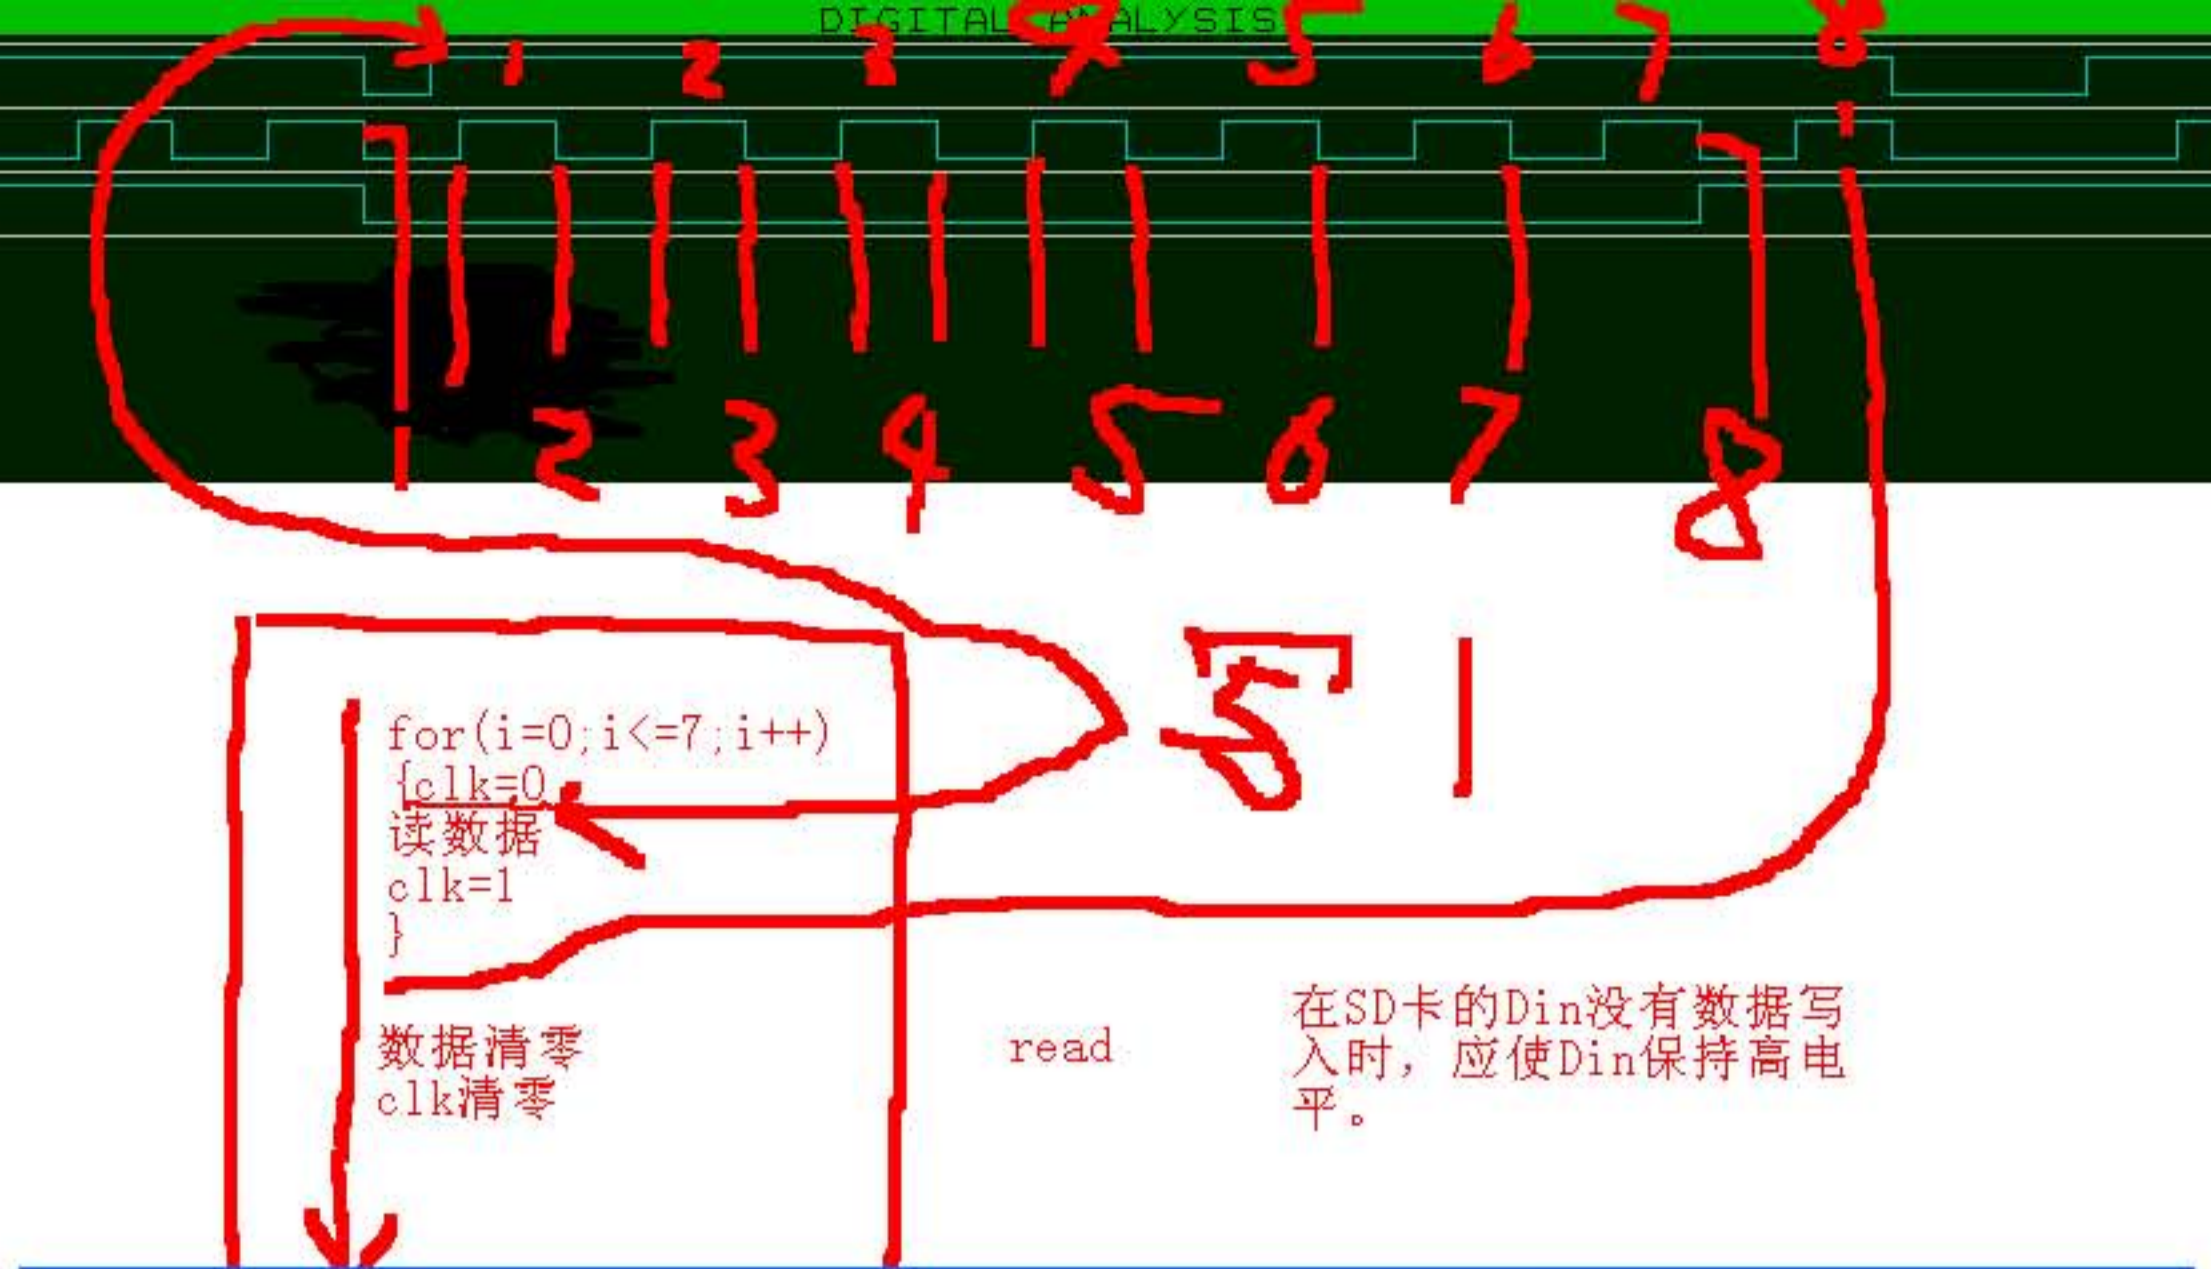 DIGITAL ANALYSIS
1 2 3 4 5 6 7 8
1 2 3 4 5 6 7 8
5 1
for(i=0;i<=7;i++)
{clk=0
读数据
clk=1
}
数据清零
clk清零
read
在SD卡的Din没有数据写
入时，应使Din保持高电
平。